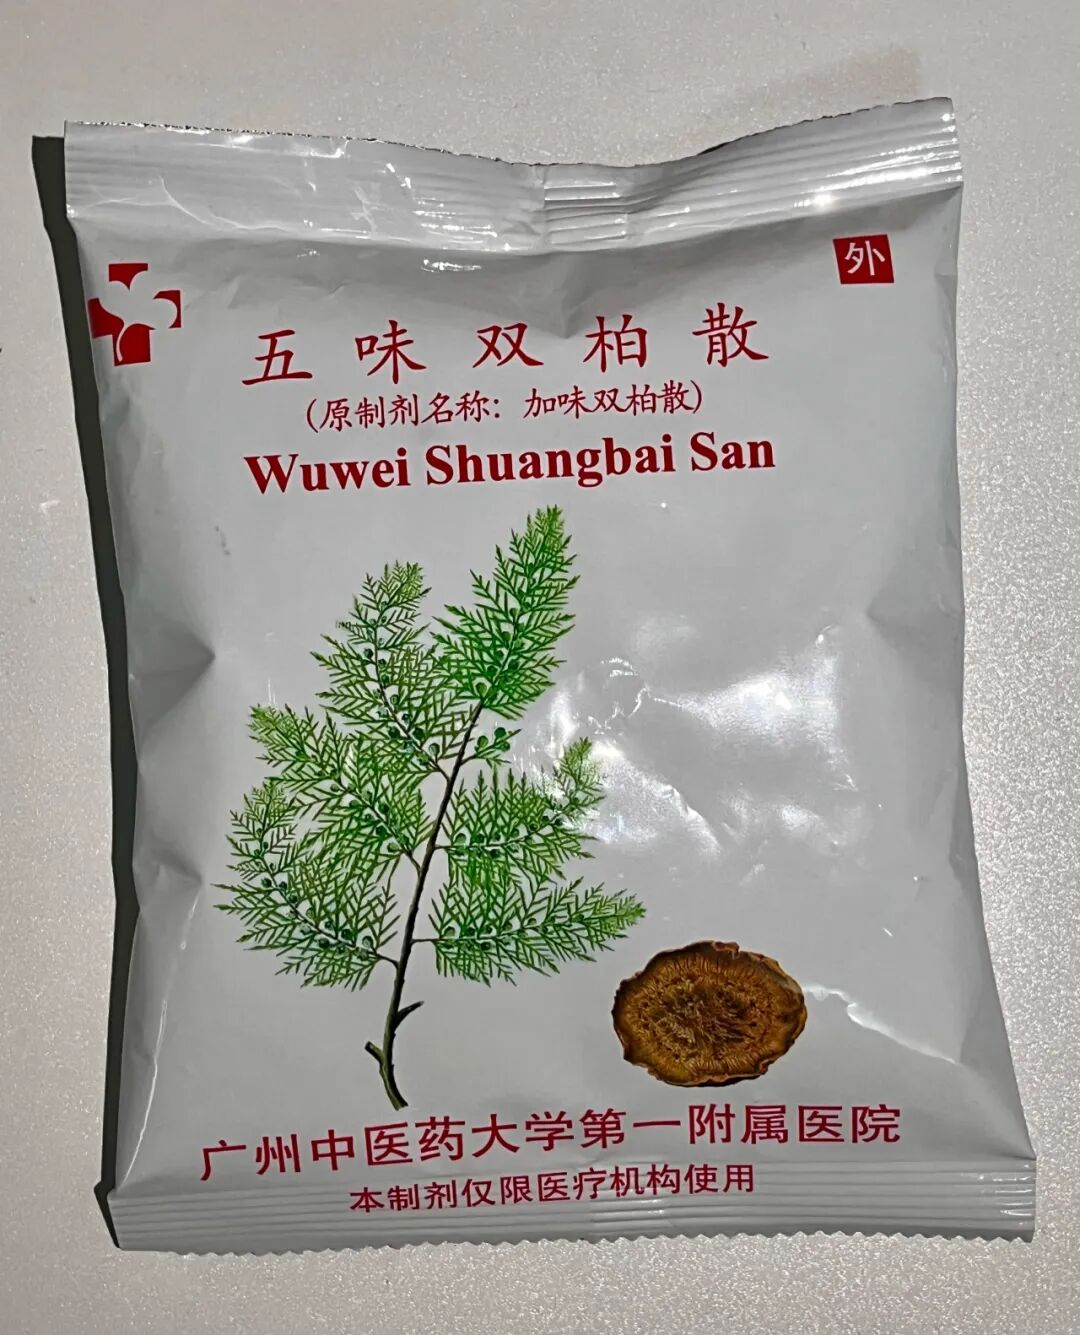 外
五味双柏散
(原制剂名称：加味双柏散)
Wuwei Shuangbai San
广州中医药大学第一附属医院
本制剂仅限医疗机构使用